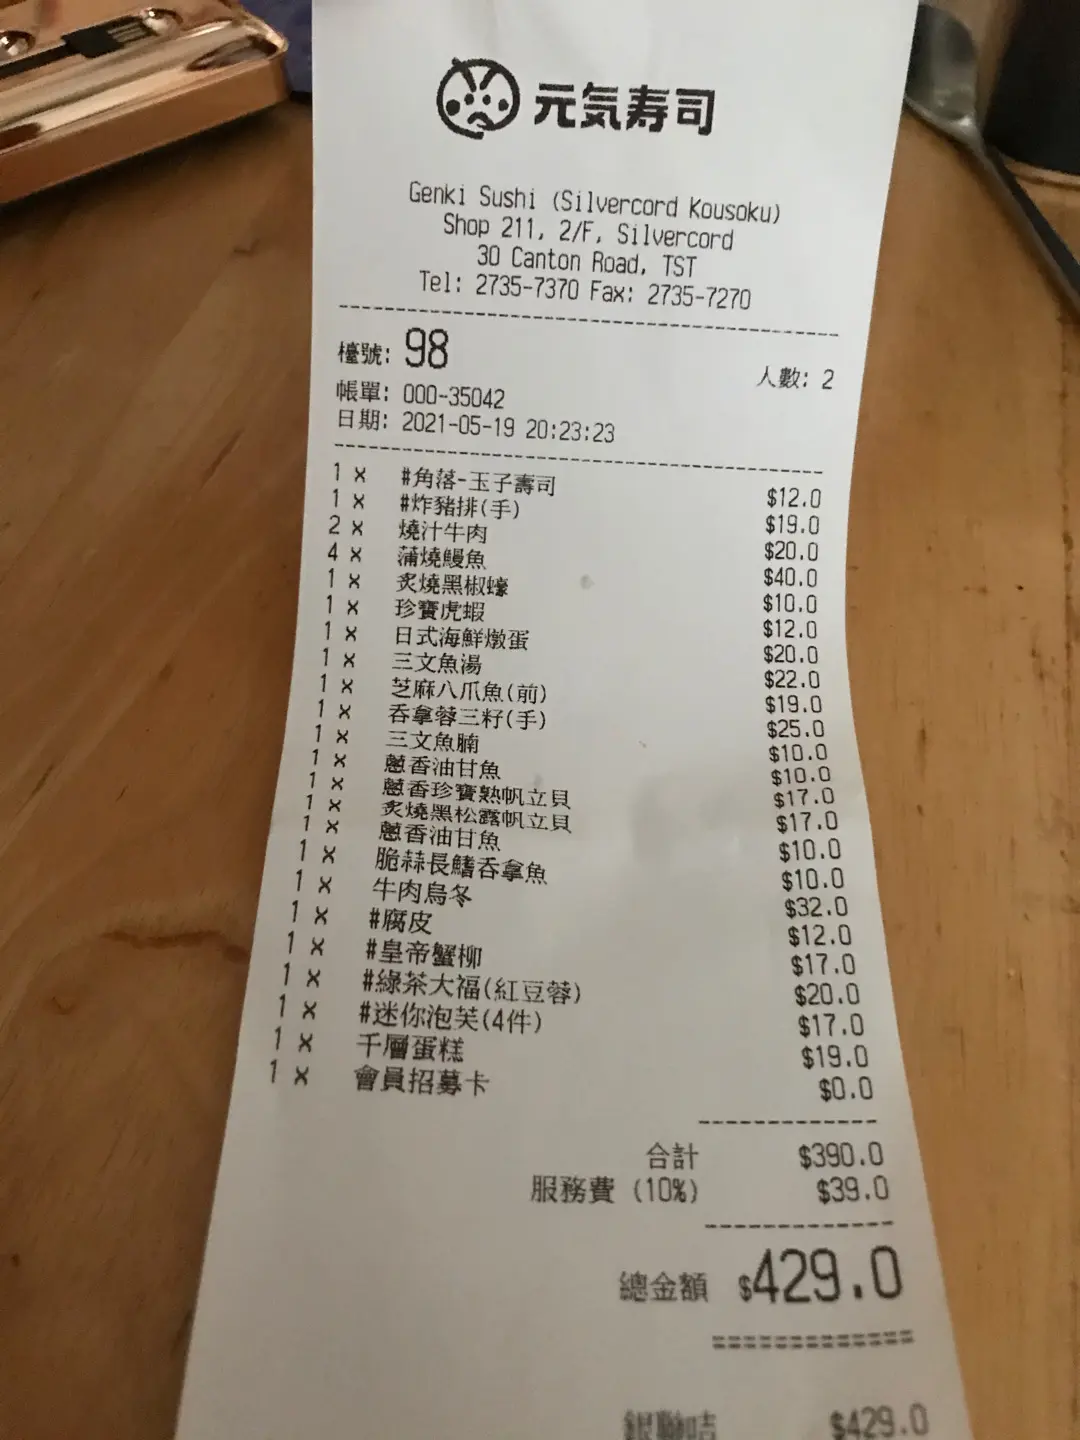 元気寿司
Genki Sushi (Silvercord Kousoku)
Shop 211, 2/F, Silvercord
30 Canton Road, TST
Tel: 2735-7370 Fax: 2735-7270
檯號: 98 人數: 2
帳單: 000-35042
日期: 2021-05-19 20:23:23
1 x #角落-玉子壽司 $12.0
1 x #炸豬排(手) $19.0
2 x 燒汁牛肉 $20.0
4 x 蒲燒鰻魚 $40.0
1 x 炙燒黑椒蠔 $10.0
1 x 珍寶虎蝦 $12.0
1 x 日式海鮮燉蛋 $20.0
1 x 三文魚湯 $22.0
1 x 芝麻八爪魚(前) $19.0
1 x 吞拿蓉三籽(手) $25.0
1 x 三文魚腩 $10.0
1 x 蔥香油甘魚 $10.0
1 x 蔥香珍寶熟帆立貝 $17.0
1 x 炙燒黑松露帆立貝 $17.0
1 x 蔥香油甘魚 $10.0
1 x 脆蒜長鰭吞拿魚 $10.0
1 x 牛肉烏冬 $32.0
1 x #腐皮 $12.0
1 x #皇帝蟹柳 $17.0
1 x #綠茶大福(紅豆蓉) $20.0
1 x #迷你泡芙(4件) $17.0
1 x 千層蛋糕 $19.0
1 x 會員招募卡 $0.0
合計 $390.0
服務費 (10%) $39.0
總金額 $429.0
銀聯咭 $429.0